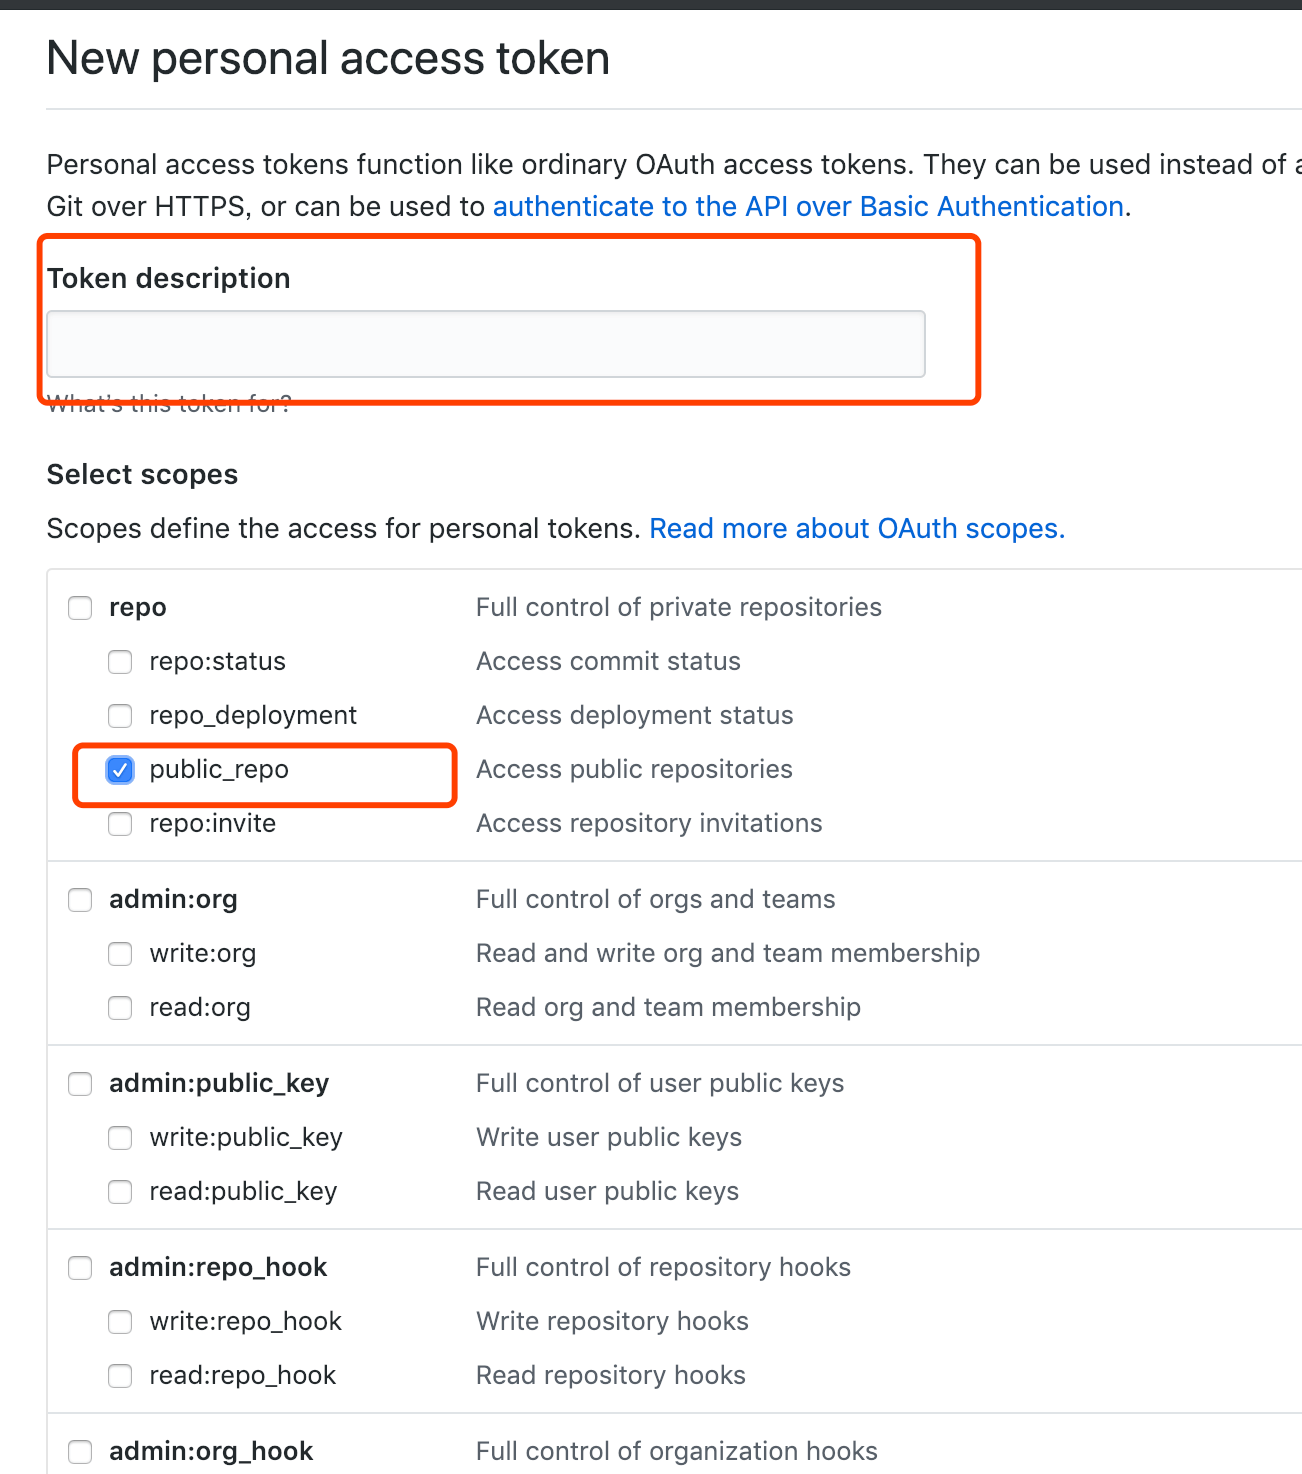 New personal access token
Personal access tokens function like ordinary OAuth access tokens. They can be used instead of a
Git over HTTPS, or can be used to authenticate to the API over Basic Authentication.
Token description
What's this token for?
Select scopes
Scopes define the access for personal tokens. Read more about OAuth scopes.
repo Full control of private repositories
repo:status Access commit status
repo_deployment Access deployment status
public_repo Access public repositories
repo:invite Access repository invitations
admin:org Full control of orgs and teams
write:org Read and write org and team membership
read:org Read org and team membership
admin:public_key Full control of user public keys
write:public_key Write user public keys
read:public_key Read user public keys
admin:repo_hook Full control of repository hooks
write:repo_hook Write repository hooks
read:repo_hook Read repository hooks
admin:org_hook Full control of organization hooks